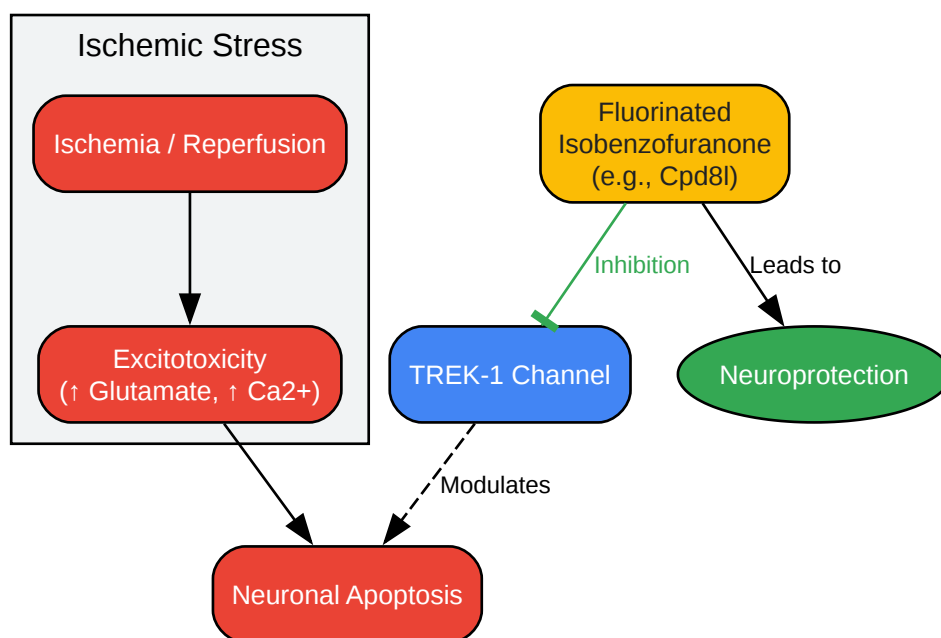 Ischemic Stress
Ischemia / Reperfusion
Fluorinated
Isobenzofuranone
(e.g., Cpd8l)
Inhibition
Leads to
Excitotoxicity
(↑ Glutamate, ↑ Ca2+)
TREK-1 Channel
Neuroprotection
Modulates
Neuronal Apoptosis